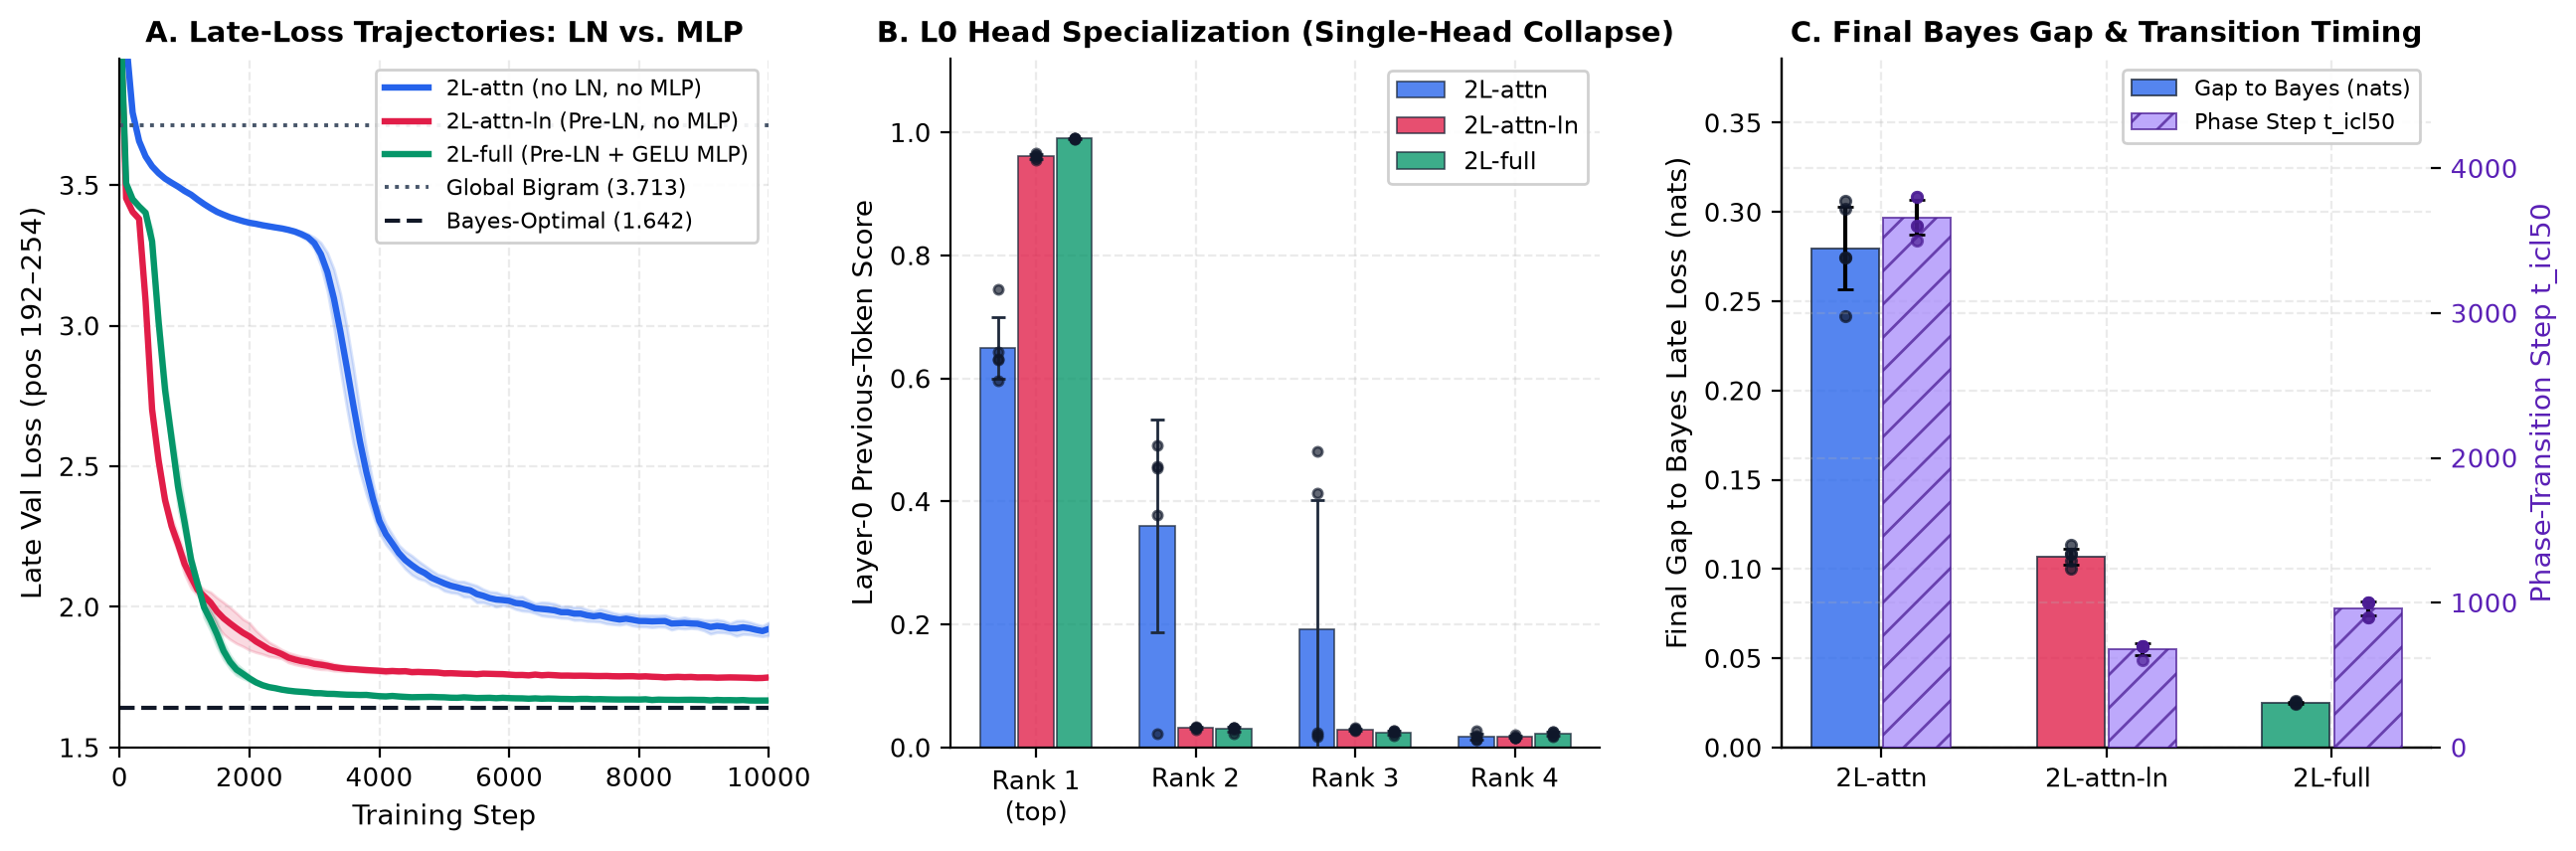 A. Late-Loss Trajectories: LN vs. MLP
Late Val Loss (pos 192–254)
3.5
3.0
2.5
2.0
1.5
0
2000
4000
6000
8000
10000
Training Step
2L-attn (no LN, no MLP)
2L-attn-ln (Pre-LN, no MLP)
2L-full (Pre-LN + GELU MLP)
Global Bigram (3.713)
Bayes-Optimal (1.642)
B. L0 Head Specialization (Single-Head Collapse)
Layer-0 Previous-Token Score
1.0
0.8
0.6
0.4
0.2
0.0
Rank 1
(top)
Rank 2
Rank 3
Rank 4
2L-attn
2L-attn-ln
2L-full
C. Final Bayes Gap & Transition Timing
Final Gap to Bayes Late Loss (nats)
0.35
0.30
0.25
0.20
0.15
0.10
0.05
0.00
2L-attn
2L-attn-ln
2L-full
Gap to Bayes (nats)
Phase Step t_icl50
4000
3000
2000
1000
0
Phase-Transition Step t_icl50